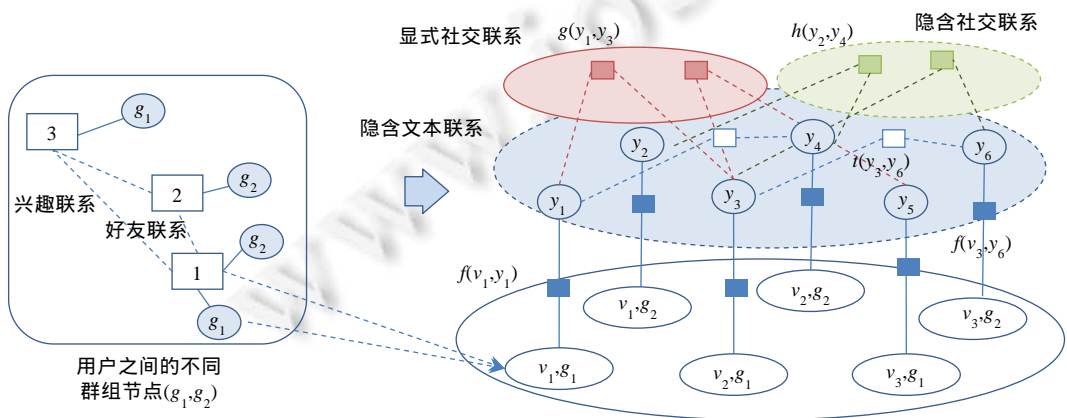 显式社交联系
g(y1,y3)
h(y2,y4)
隐含社交联系
隐含文本联系
3
g1
2
g2
兴趣联系
好友联系
1
g2
g1
用户之间的不同
群组节点(g1,g2)
y2
y4
y6
t(y3,y6)
y1
y3
y5
f(v1,y1)
f(v3,y6)
v1,g2
v2,g2
v3,g2
v1,g1
v2,g1
v3,g1